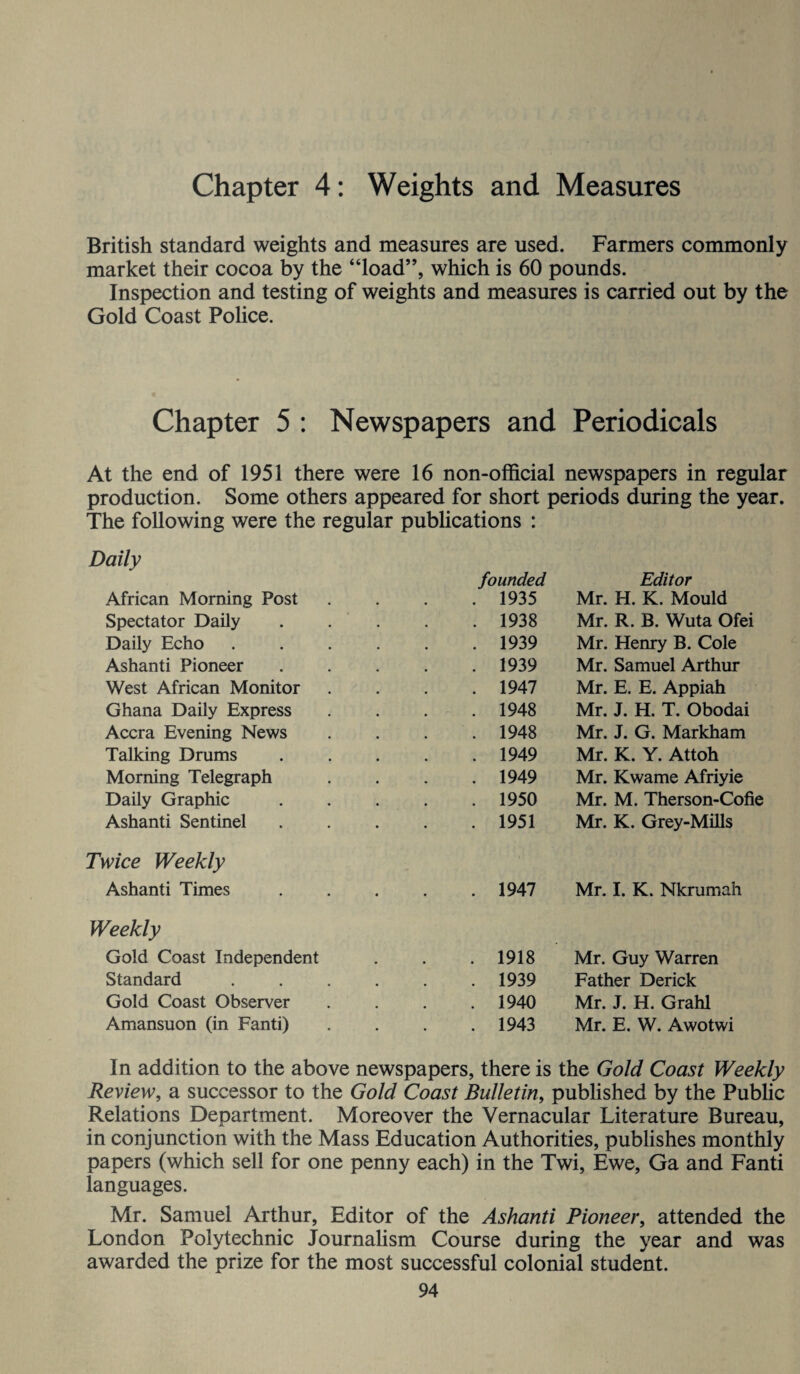 Chapter 4: Weights and Measures
British standard weights and measures are used. Farmers commonly
market their cocoa by the “load”, which is 60 pounds.
Inspection and testing of weights and measures is carried out by the
Gold Coast Police.
Chapter 5 : Newspapers and Periodicals
At the end of 1951 there were 16 non-official newspapers in regular
production. Some others appeared for short periods during the year.
The following were the regular publications :
Daily
founded Editor
African Morning Post . . . . 1935 Mr. H. K. Mould
Spectator Daily . . . . . 1938 Mr. R. B. Wuta Ofei
Daily Echo . . . . . . 1939 Mr. Henry B. Cole
Ashanti Pioneer . . . . . 1939 Mr. Samuel Arthur
West African Monitor . . . . 1947 Mr. E. E. Appiah
Ghana Daily Express . . . . 1948 Mr. J. H. T. Obodai
Accra Evening News . . . . 1948 Mr. J. G. Markham
Talking Drums . . . . . 1949 Mr. K. Y. Attoh
Morning Telegraph . . . . 1949 Mr. Kwame Afriyie
Daily Graphic . . . . . 1950 Mr. M. Therson-Cofie
Ashanti Sentinel . . . . . 1951 Mr. K. Grey-Mills
Twice Weekly
Ashanti Times . . . . . 1947 Mr. I. K. Nkrumah
Weekly
Gold Coast Independent . . . 1918 Mr. Guy Warren
Standard . . . . . . 1939 Father Derick
Gold Coast Observer . . . . 1940 Mr. J. H. Grahl
Amansuon (in Fanti) . . . . 1943 Mr. E. W. Awotwi
In addition to the above newspapers, there is the Gold Coast Weekly
Review, a successor to the Gold Coast Bulletin, published by the Public
Relations Department. Moreover the Vernacular Literature Bureau,
in conjunction with the Mass Education Authorities, publishes monthly
papers (which sell for one penny each) in the Twi, Ewe, Ga and Fanti
languages.
Mr. Samuel Arthur, Editor of the Ashanti Pioneer, attended the
London Polytechnic Journalism Course during the year and was
awarded the prize for the most successful colonial student.
94